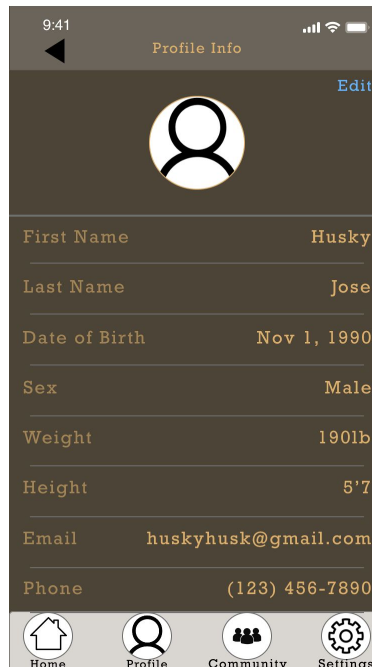 9:41
Profile Info
Edit
First Name Husky
Last Name Jose
Date of Birth Nov 1, 1990
Sex Male
Weight 190lb
Height 5'7
Email huskyhusk@gmail.com
Phone (123) 456-7890
Home Profile Community Settings